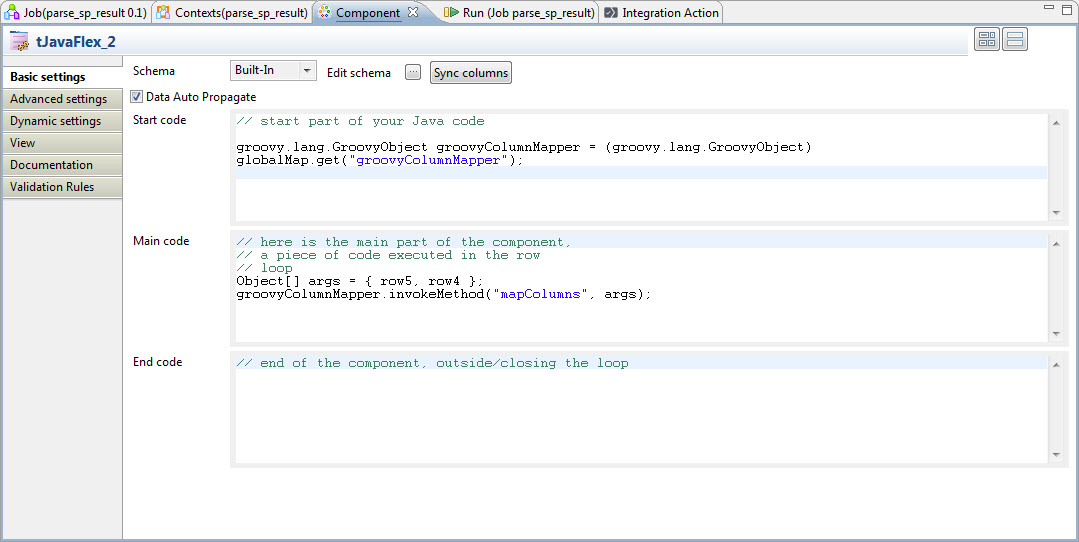 Job(parse_sp_result 0.1) Contexts(parse_sp_result) Component Run (Job parse_sp_result) Integration Action
tJavaFlex_2
Basic settings
Advanced settings
Dynamic settings
View
Documentation
Validation Rules
Schema Built-In Edit schema ... Sync columns
Data Auto Propagate
Start code
// start part of your Java code
groovy.lang.GroovyObject groovyColumnMapper = (groovy.lang.GroovyObject)
globalMap.get("groovyColumnMapper");
Main code
// here is the main part of the component,
// a piece of code executed in the row
// loop
Object[] args = { row5, row4 };
groovyColumnMapper.invokeMethod("mapColumns", args);
End code
// end of the component, outside/closing the loop